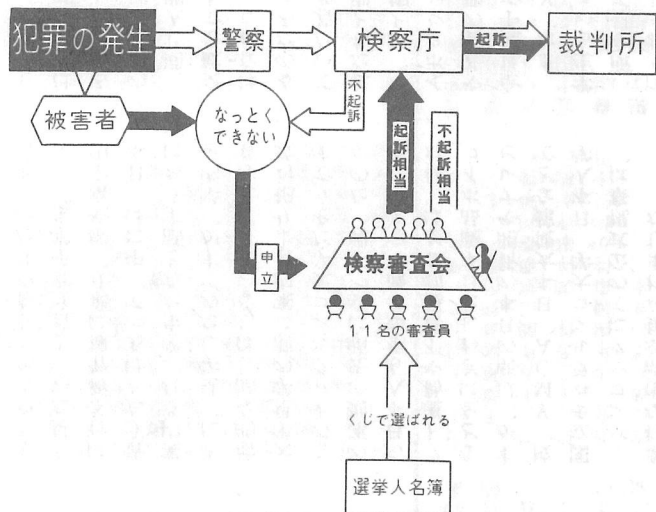 犯罪の発生
警察
検察庁
起訴
裁判所
被害者
なっとく
できない
不起訴
起訴相当
不起訴相当
申立
検察審査会
11名の審査員
くじで選ばれる
選挙人名簿